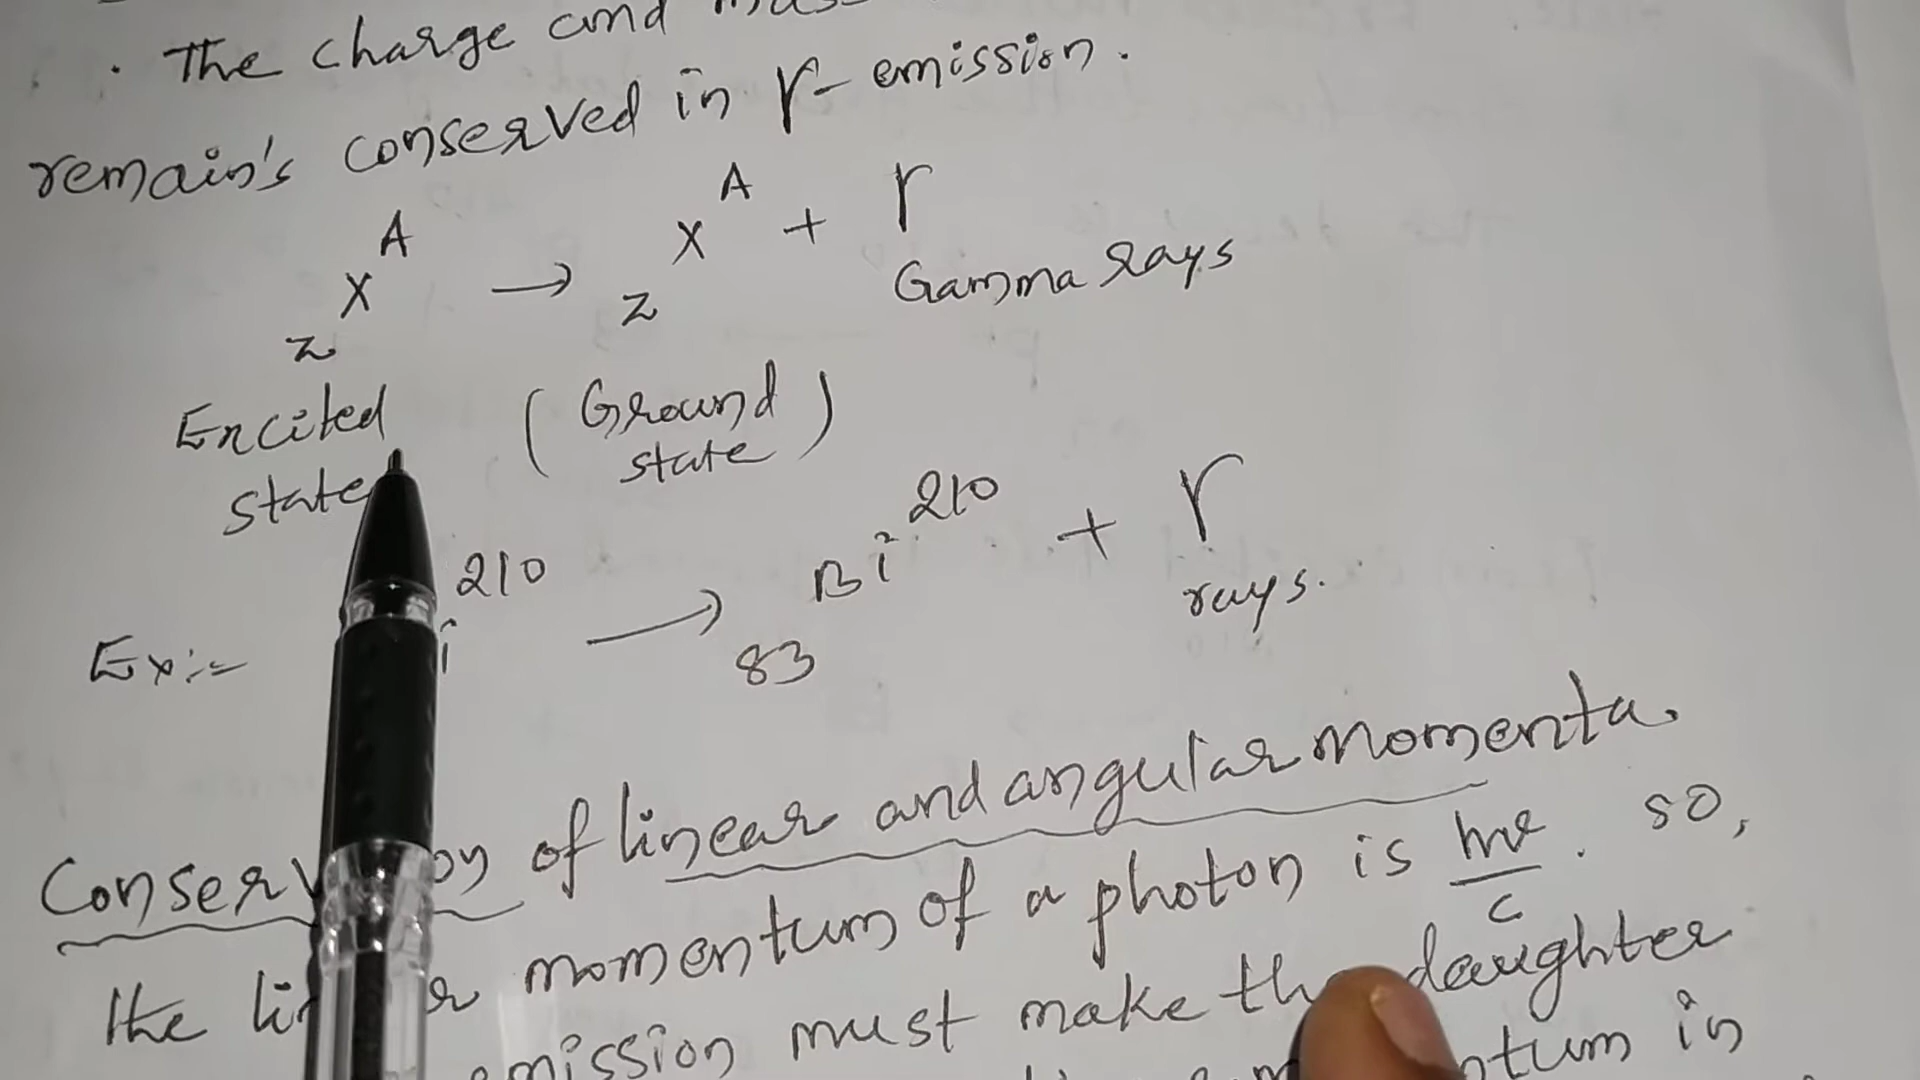 . The charge and
remain's conserved in γ- emission.
z X A → z X A + γ
Gamma rays
Excited state (Ground state)
Ex:- i 210 → 83 Bi 210 + γ
rays.
of linear and angular momenta.
The momentum of a photon is hν/c. so,
emission must make the daughter
in